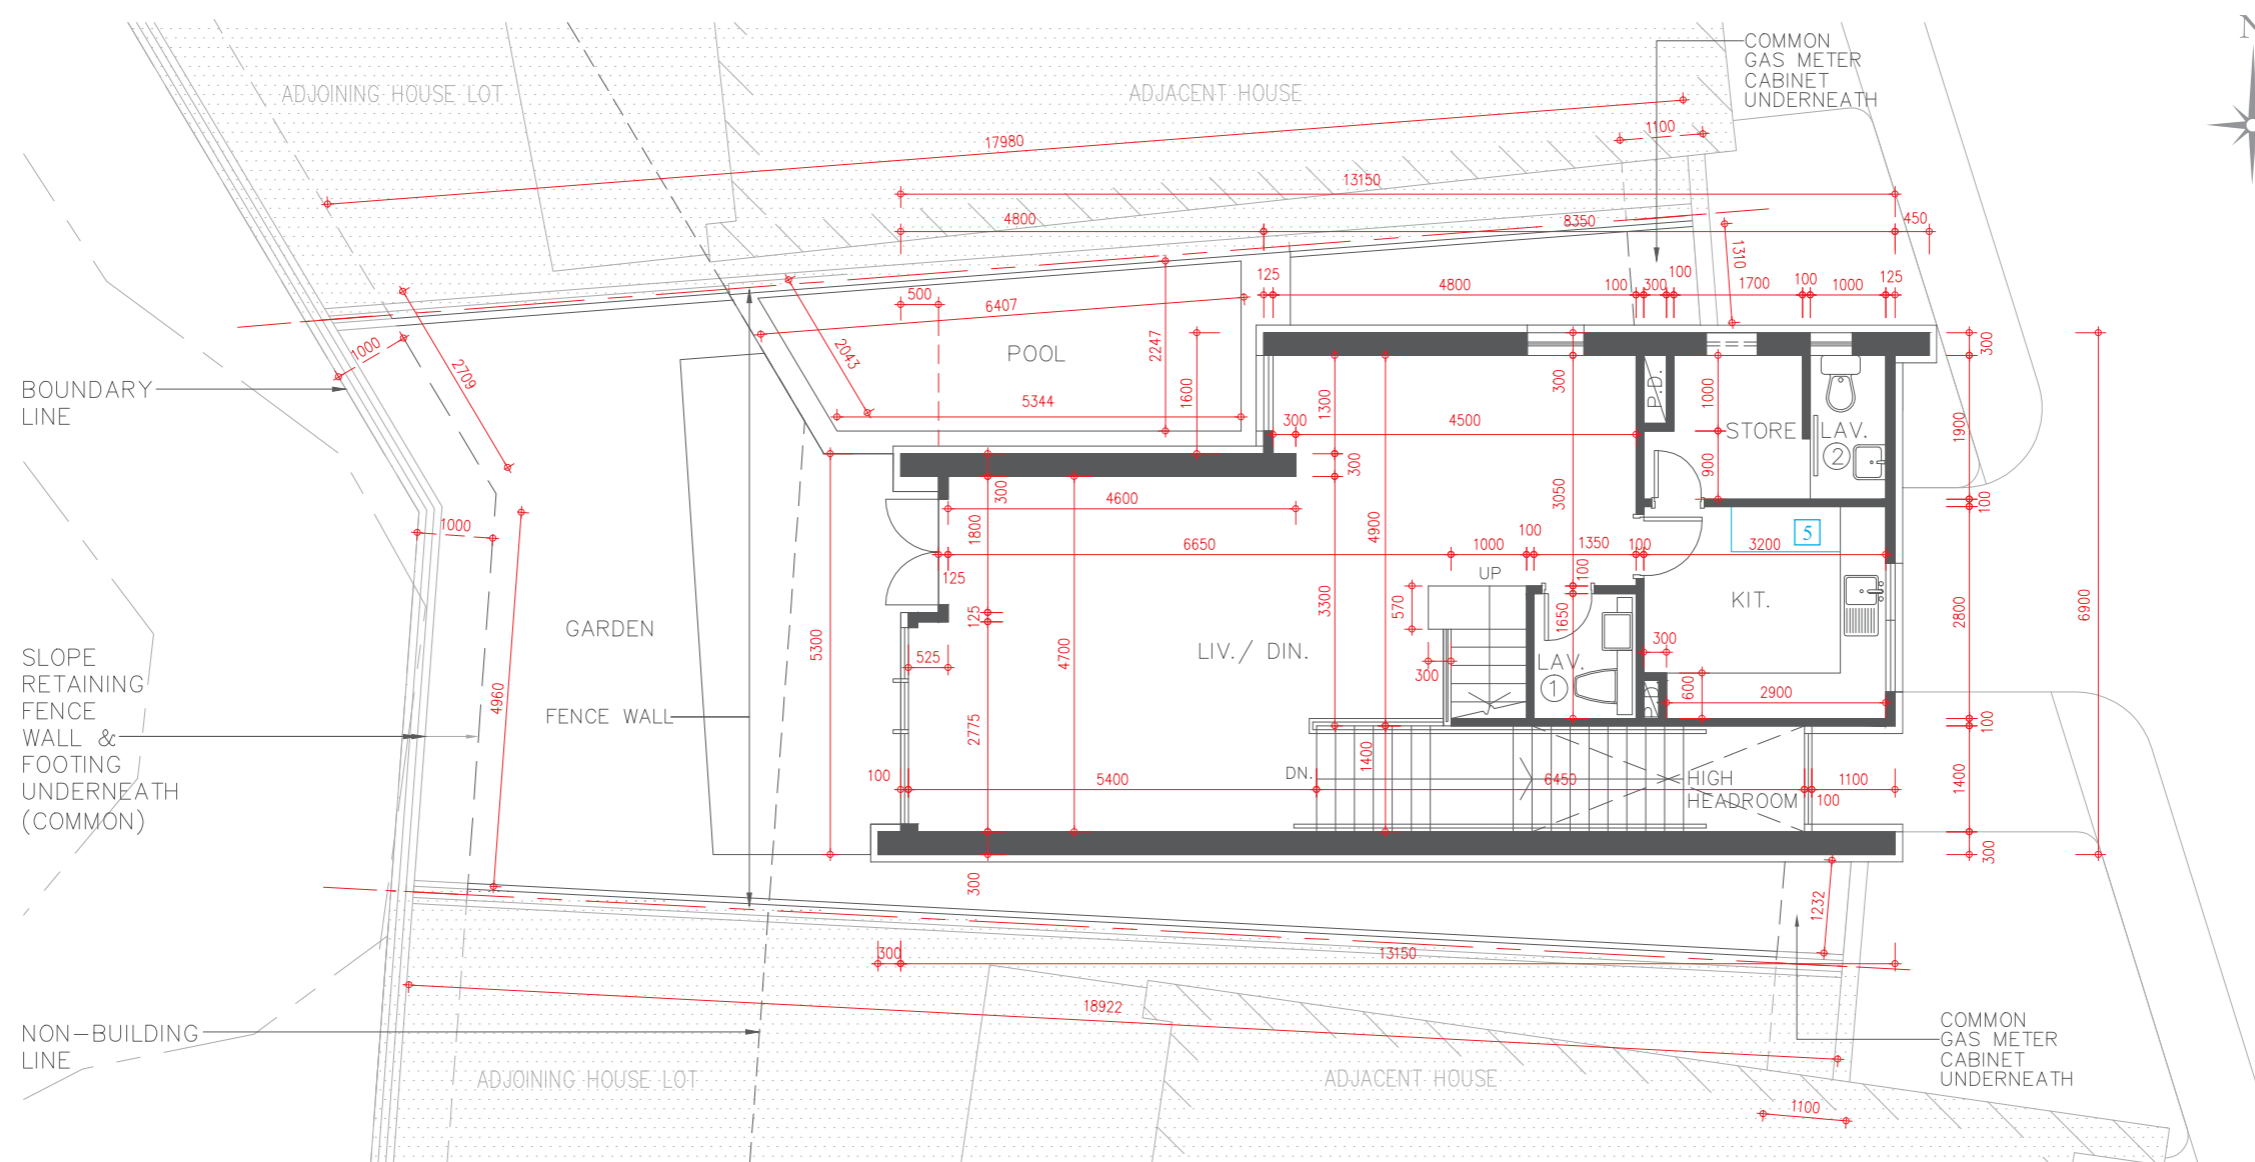 N
COMMON
GAS METER
CABINET
UNDERNEATH
ADJOINING HOUSE LOT
ADJACENT HOUSE
17980
1100
13150
4800
8350
450
1310
125
4800
100
300
100
1700
100
1000
125
500
6407
2043
2247
POOL
5344
1600
1000
2709
BOUNDARY
LINE
300
1300
300
4500
300
P.D.
1000
STORE
LAV.
2
900
1900
300
6900
100
300
1800
4600
4900
3050
1000
4960
5300
6650
1000
100
1350
100
3200
5
125
UP
100
570
3300
1650
KIT.
2800
GARDEN
125
525
4700
LIV./ DIN.
300
LAV.
1
300
600
2900
P.D.
SLOPE
RETAINING
FENCE
WALL &
FOOTING
UNDERNEATH
(COMMON)
FENCE WALL
2775
100
5400
DN.
1400
6450
HIGH
HEADROOM
100
1100
100
1400
300
300
1232
300
13150
18922
NON-BUILDING
LINE
ADJOINING HOUSE LOT
ADJACENT HOUSE
COMMON
GAS METER
CABINET
UNDERNEATH
1100